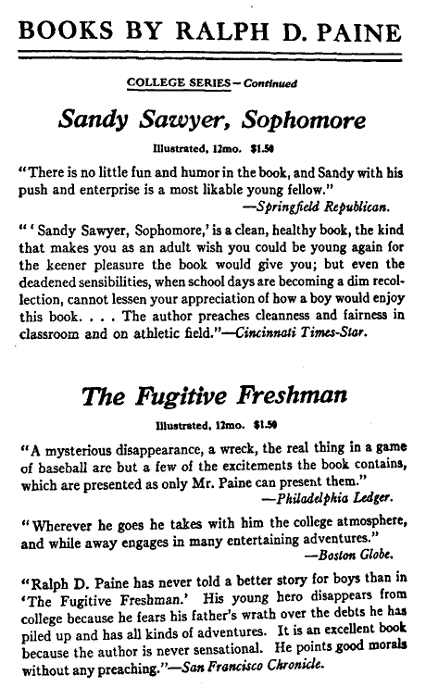 BOOKS BY RALPH D. PAINE
COLLEGE SERIES—Continued
Sandy Sawyer, Sophomore
Illustrated, 12mo. $1.50
"There is no little fun and humor in the book, and Sandy with his
push and enterprise is a most likable young fellow."
—Springfield Republican.
"'Sandy Sawyer, Sophomore,' is a clean, healthy book, the kind
that makes you as an adult wish you could be young again for
the keener pleasure the book would give you; but even the
deadened sensibilities, when school days are becoming a dim recol-
lection, cannot lessen your appreciation of how a boy would enjoy
this book. . . . The author preaches cleanness and fairness in
classroom and on athletic field."—Cincinnati Times-Star.
The Fugitive Freshman
Illustrated, 12mo. $1.50
"A mysterious disappearance, a wreck, the real thing in a game
of baseball are but a few of the excitements the book contains,
which are presented as only Mr. Paine can present them."
—Philadelphia Ledger.
"Wherever he goes he takes with him the college atmosphere,
and while away engages in many entertaining adventures."
—Boston Globe.
"Ralph D. Paine has never told a better story for boys than in
'The Fugitive Freshman.' His young hero disappears from
college because he fears his father's wrath over the debts he has
piled up and has all kinds of adventures. It is an excellent book
because the author is never sensational. He points good morals
without any preaching."—San Francisco Chronicle.